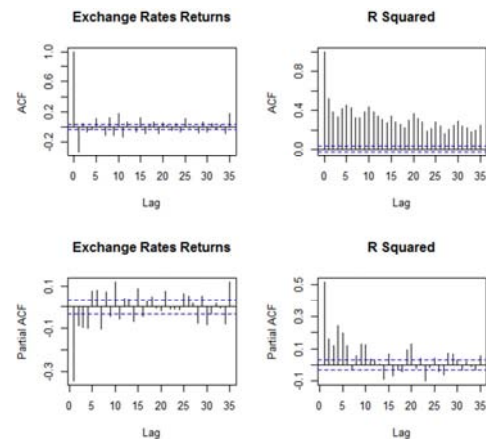 Exchange Rates Returns
ACF
-0.2 0.2 0.6 1.0
0 5 10 15 20 25 30 35
Lag
R Squared
ACF
0.0 0.4 0.8
0 5 10 15 20 25 30 35
Lag
Exchange Rates Returns
Partial ACF
-0.3 -0.1 0.1
0 5 10 15 20 25 30 35
Lag
R Squared
Partial ACF
-0.1 0.1 0.3 0.5
0 5 10 15 20 25 30 35
Lag